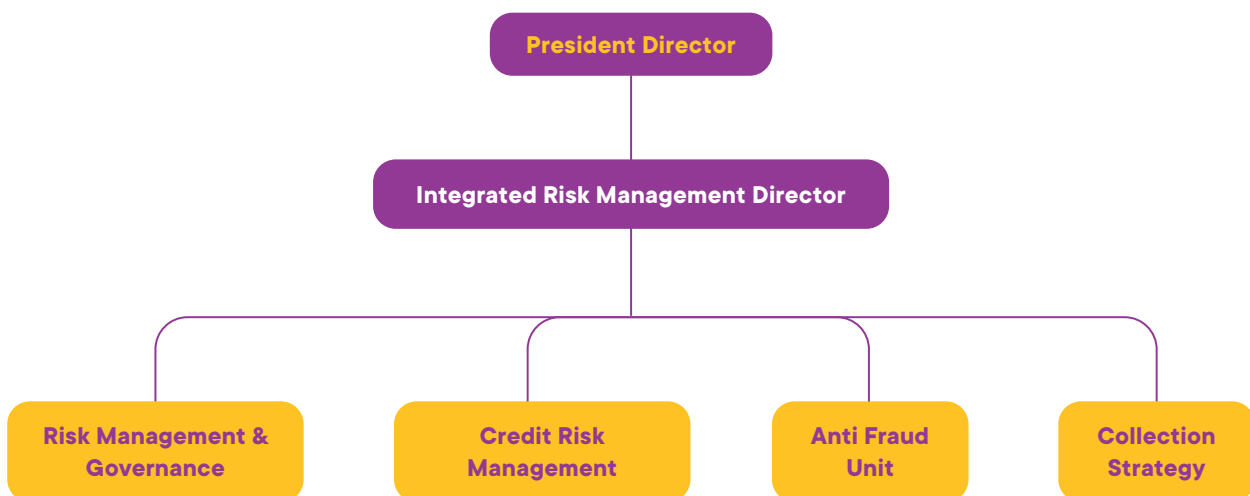 President Director
Integrated Risk Management Director
Risk Management &
Governance
Credit Risk
Management
Anti Fraud
Unit
Collection
Strategy